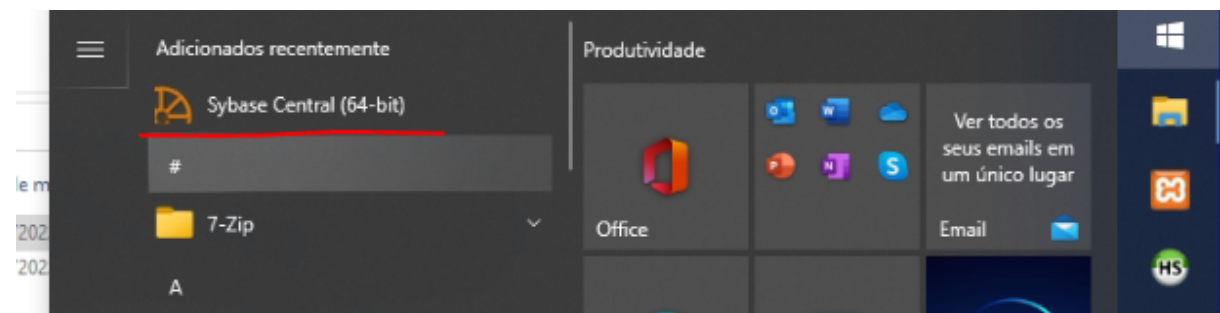 Adicionados recentemente
Sybase Central (64-bit)
#
7-Zip
A
Produtividade
Office
Ver todos os
seus emails em
um único lugar
Email
HS